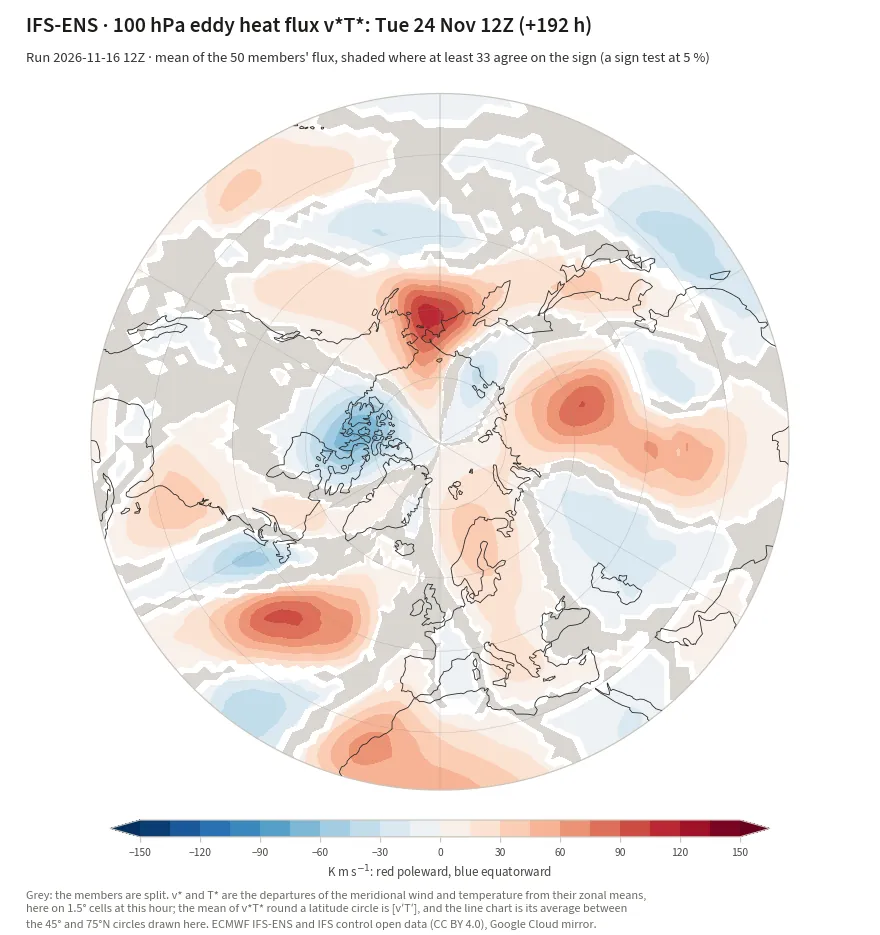 IFS-ENS · 100 hPa eddy heat flux v*T*: Tue 24 Nov 12Z (+192 h)
Run 2026-11-16 12Z · mean of the 50 members' flux, shaded where at least 33 agree on the sign (a sign test at 5 %)
−150 −120 −90 −60 −30 0 30 60 90 120 150
K m s⁻¹: red poleward, blue equatorward
Grey: the members are split. v* and T* are the departures of the meridional wind and temperature from their zonal means,
here on 1.5° cells at this hour; the mean of v*T* round a latitude circle is [v'T'], and the line chart is its average between
the 45° and 75°N circles drawn here. ECMWF IFS-ENS and IFS control open data (CC BY 4.0), Google Cloud mirror.